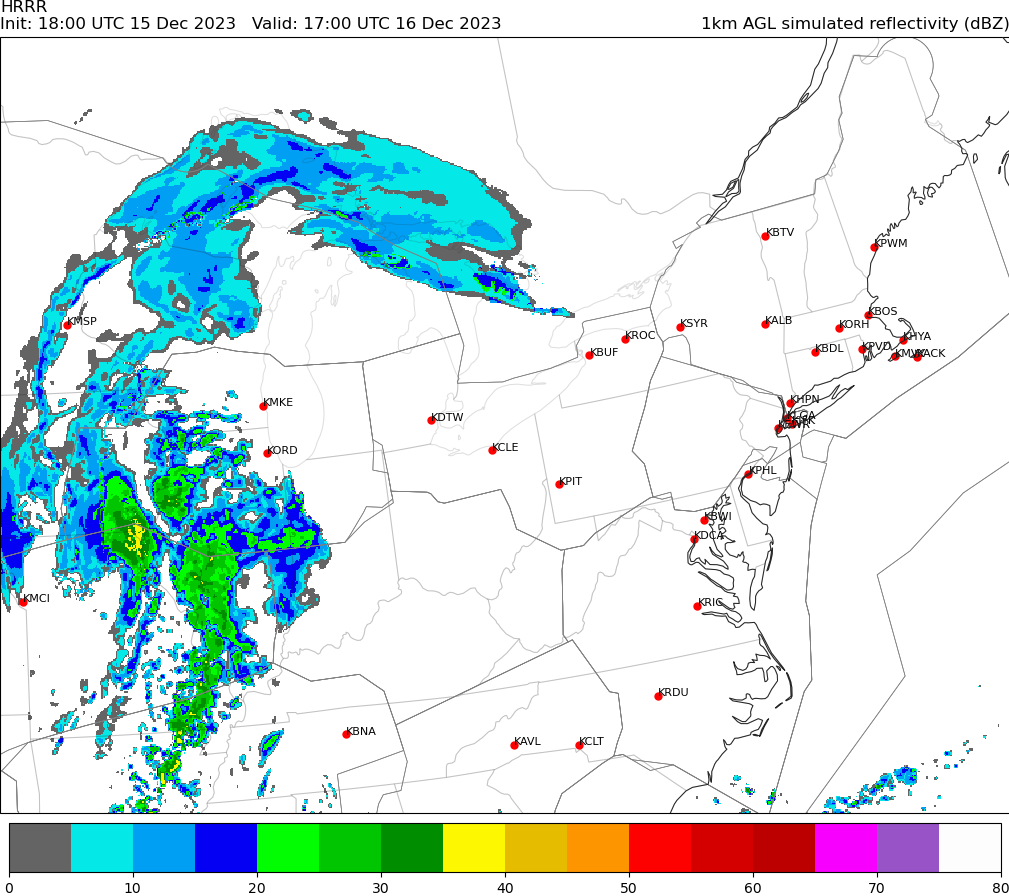 HRRR
Init: 18:00 UTC 15 Dec 2023   Valid: 17:00 UTC 16 Dec 2023   1km AGL simulated reflectivity (dBZ)
KBTV
KPWM
KMSP
KBOS
KALB
KSYR
KORH
KROC
KHYA
KBDL
KPVD
KBUF
KACK
KHPN
KMKE
KLGA
KDTW
KORD
KCLE
KPHL
KPIT
KBWI
KDCA
KMCI
KRIC
KRDU
KBNA
KAVL
KCLT
0 10 20 30 40 50 60 70 80